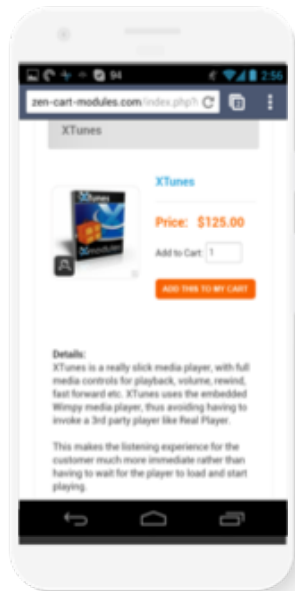 94 2:56
zen-cart-modules.com/index.php?
XTunes
XTunes
Price: $125.00
Add to Cart: 1
ADD THIS TO MY CART
Details:
XTunes is a really slick media player, with full
media controls for playback, volume, rewind,
fast forward etc. XTunes uses the embedded
Wimpy media player, thus avoiding having to
invoke a 3rd party player like Real Player.
This makes the listening experience for the
customer much more immediate rather than
having to wait for the player to load and start
playing.